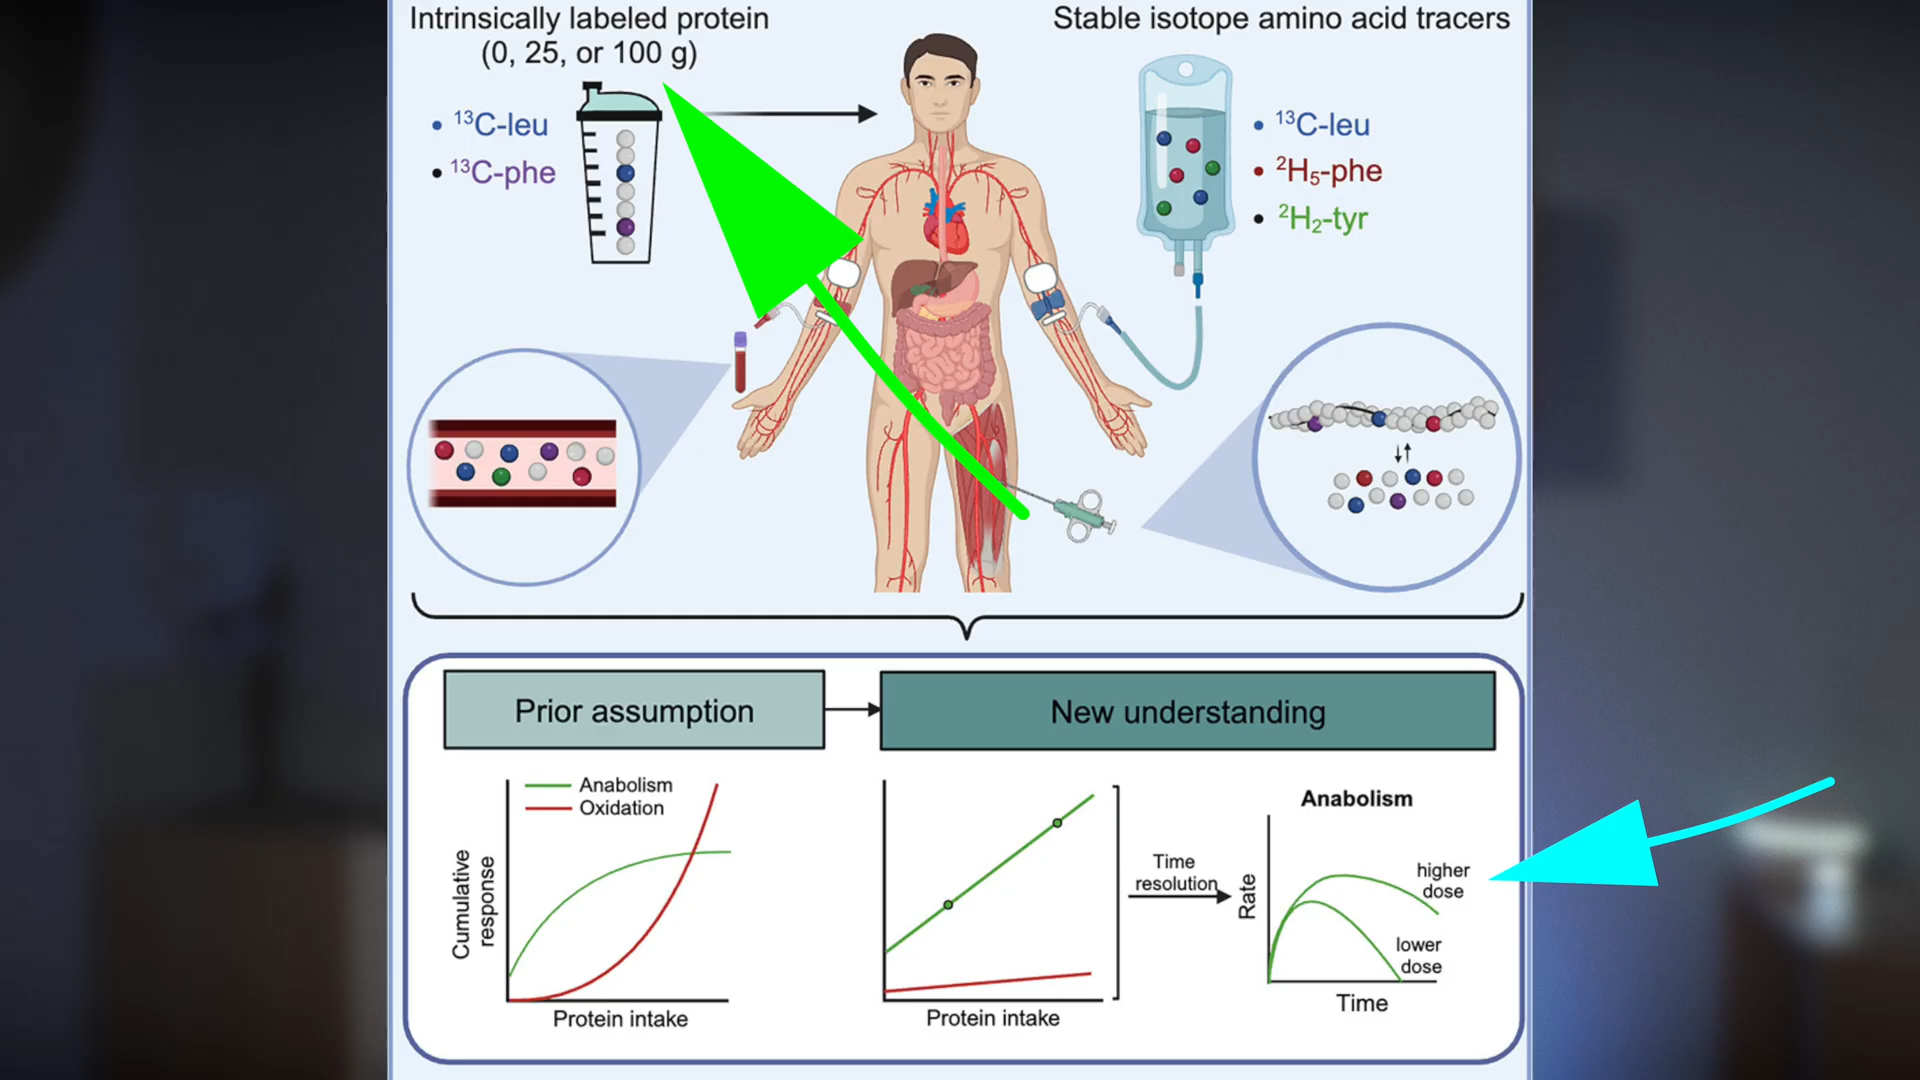 Intrinsically labeled protein
(0, 25, or 100 g)
Stable isotope amino acid tracers
• ¹³C-leu
• ¹³C-phe
• ¹³C-leu
• ²H₅-phe
• ²H₂-tyr
Prior assumption
New understanding
Anabolism
Oxidation
Cumulative
response
Protein intake
Protein intake
Time
resolution
Anabolism
Rate
higher
dose
lower
dose
Time